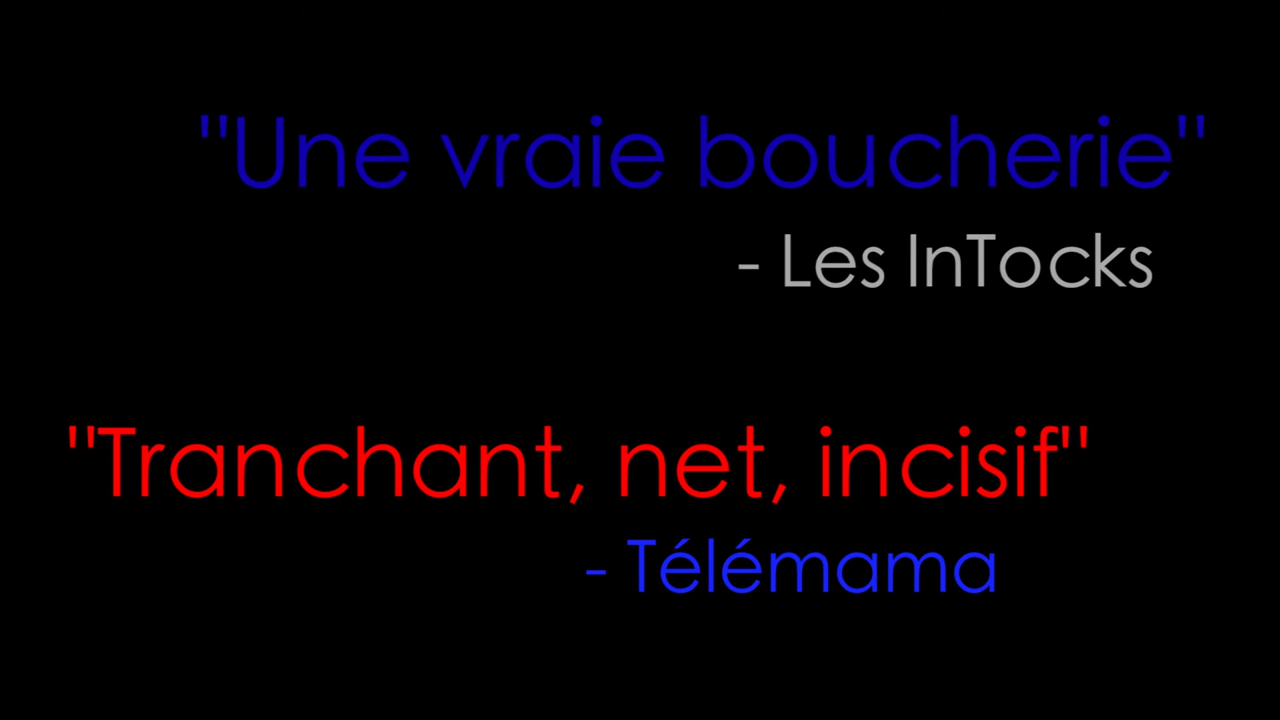 "Une vraie boucherie"
- Les InTocks
"Tranchant, net, incisif"
- Télémama